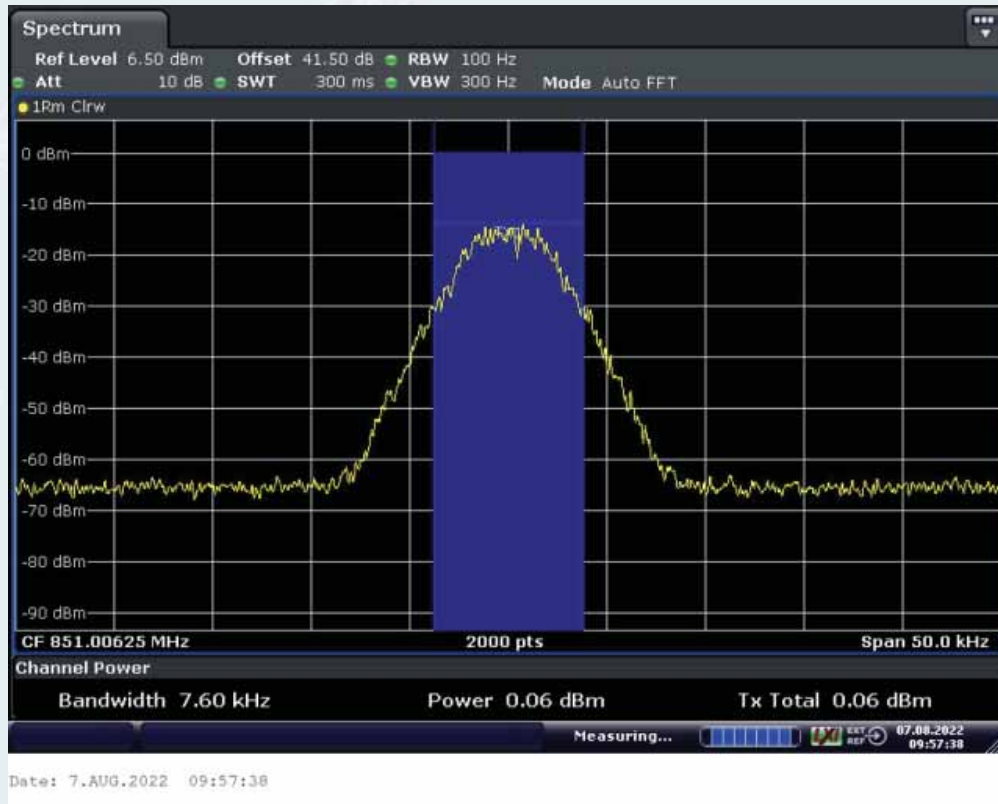 Spectrum
Ref Level 6.50 dBm Offset 41.50 dB RBW 100 Hz
Att 10 dB SWT 300 ms VBW 300 Hz Mode Auto FFT
1Rm Clrw
0 dBm
-10 dBm
-20 dBm
-30 dBm
-40 dBm
-50 dBm
-60 dBm
-70 dBm
-80 dBm
-90 dBm
CF 851.00625 MHz 2000 pts Span 50.0 kHz
Channel Power
Bandwidth 7.60 kHz Power 0.06 dBm Tx Total 0.06 dBm
Measuring... LXI EXT REF 07.08.2022
09:57:38
Date: 7.AUG.2022 09:57:38